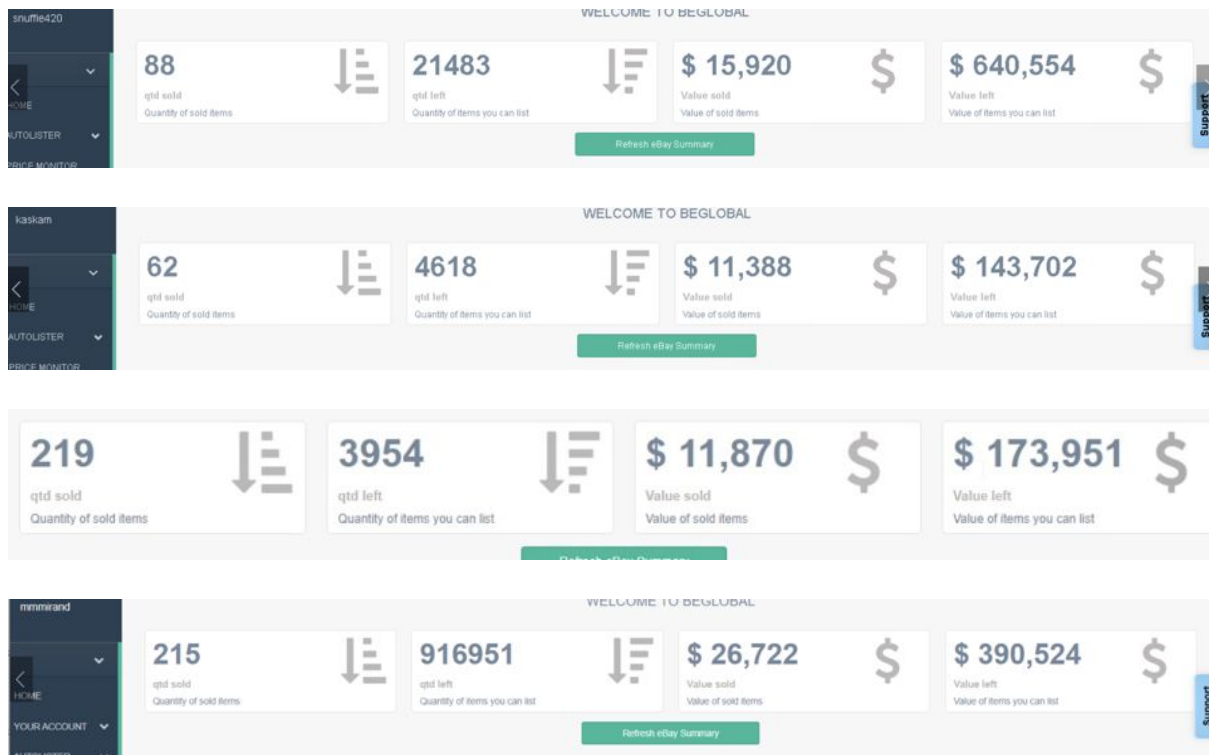 snuffie420
WELCOME TO BEGLOBAL
88
qtd sold
Quantity of sold items
21483
qtd left
Quantity of items you can list
$ 15,920
Value sold
Value of sold items
$ 640,554
Value left
Value of items you can list
$
$
HOME
AUTOLISTER
PRICE MONITOR
Refresh eBay Summary
Support
kaskam
WELCOME TO BEGLOBAL
62
qtd sold
Quantity of sold items
4618
qtd left
Quantity of items you can list
$ 11,388
Value sold
Value of sold items
$ 143,702
Value left
Value of items you can list
$
$
HOME
AUTOLISTER
PRICE MONITOR
Refresh eBay Summary
Support
219
qtd sold
Quantity of sold items
3954
qtd left
Quantity of items you can list
$ 11,870
Value sold
Value of sold items
$ 173,951
Value left
Value of items you can list
$
$
Refresh eBay Summary
mmmirand
WELCOME TO BEGLOBAL
215
qtd sold
Quantity of sold items
916951
qtd left
Quantity of items you can list
$ 26,722
Value sold
Value of sold items
$ 390,524
Value left
Value of items you can list
$
$
HOME
YOUR ACCOUNT
AUTOLISTER
Refresh eBay Summary
Support